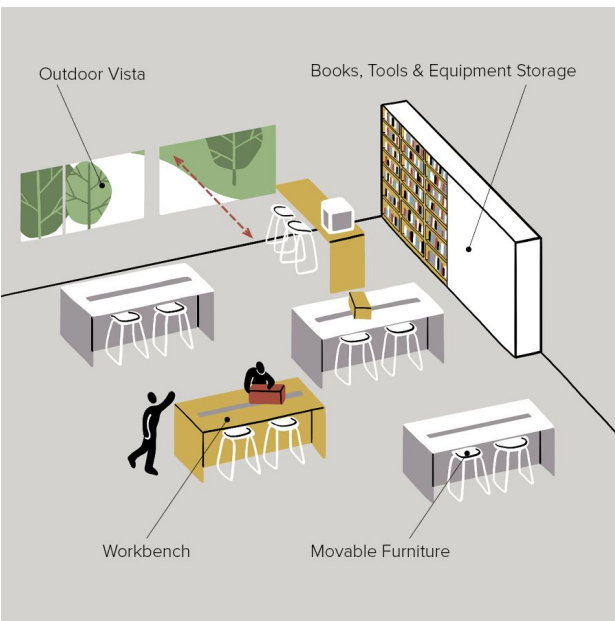 Outdoor Vista
Books, Tools & Equipment Storage
Workbench
Movable Furniture